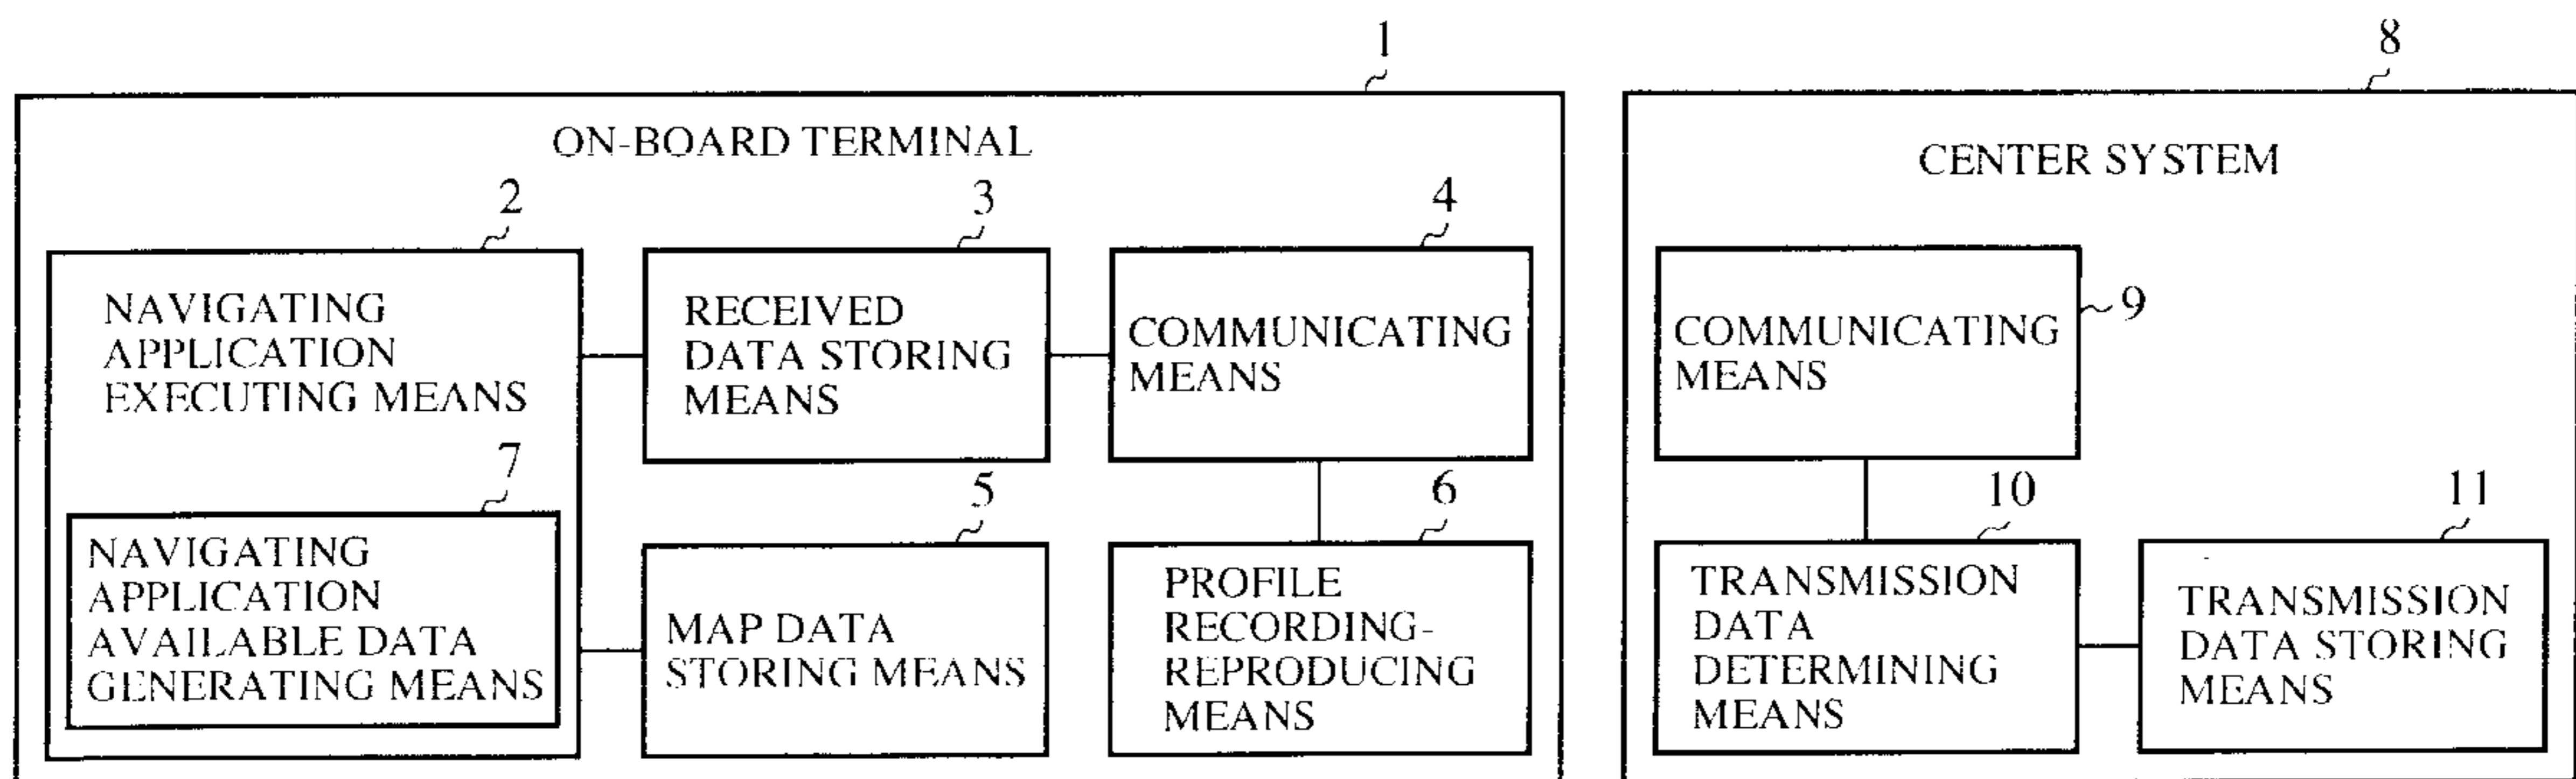 1
8
ON-BOARD TERMINAL
CENTER SYSTEM
2
3
4
NAVIGATING
APPLICATION
EXECUTING MEANS
RECEIVED
DATA STORING
MEANS
COMMUNICATING
MEANS
COMMUNICATING
MEANS
9
7
5
6
10
11
NAVIGATING
APPLICATION
AVAILABLE DATA
GENERATING MEANS
MAP DATA
STORING MEANS
PROFILE
RECORDING-
REPRODUCING
MEANS
TRANSMISSION
DATA
DETERMINING
MEANS
TRANSMISSION
DATA STORING
MEANS